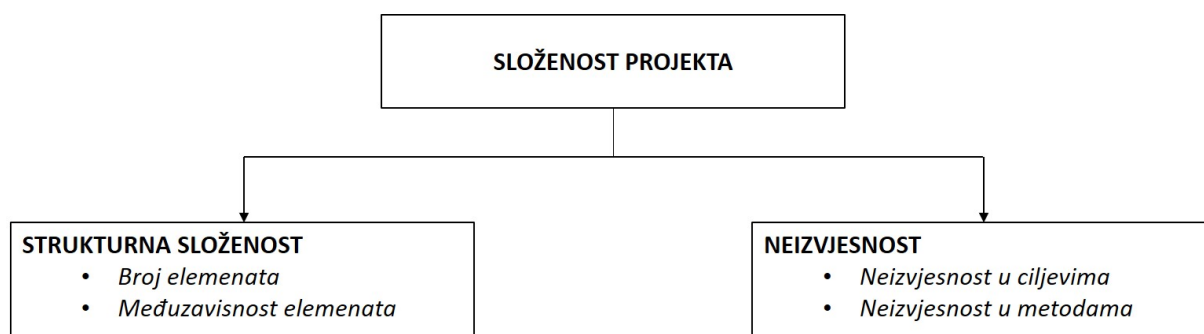 SLOŽENOST PROJEKTA
STRUKTURNA SLOŽENOST
• Broj elemenata
• Međuzavisnost elemenata
NEIZVJESNOST
• Neizvjesnost u ciljevima
• Neizvjesnost u metodama